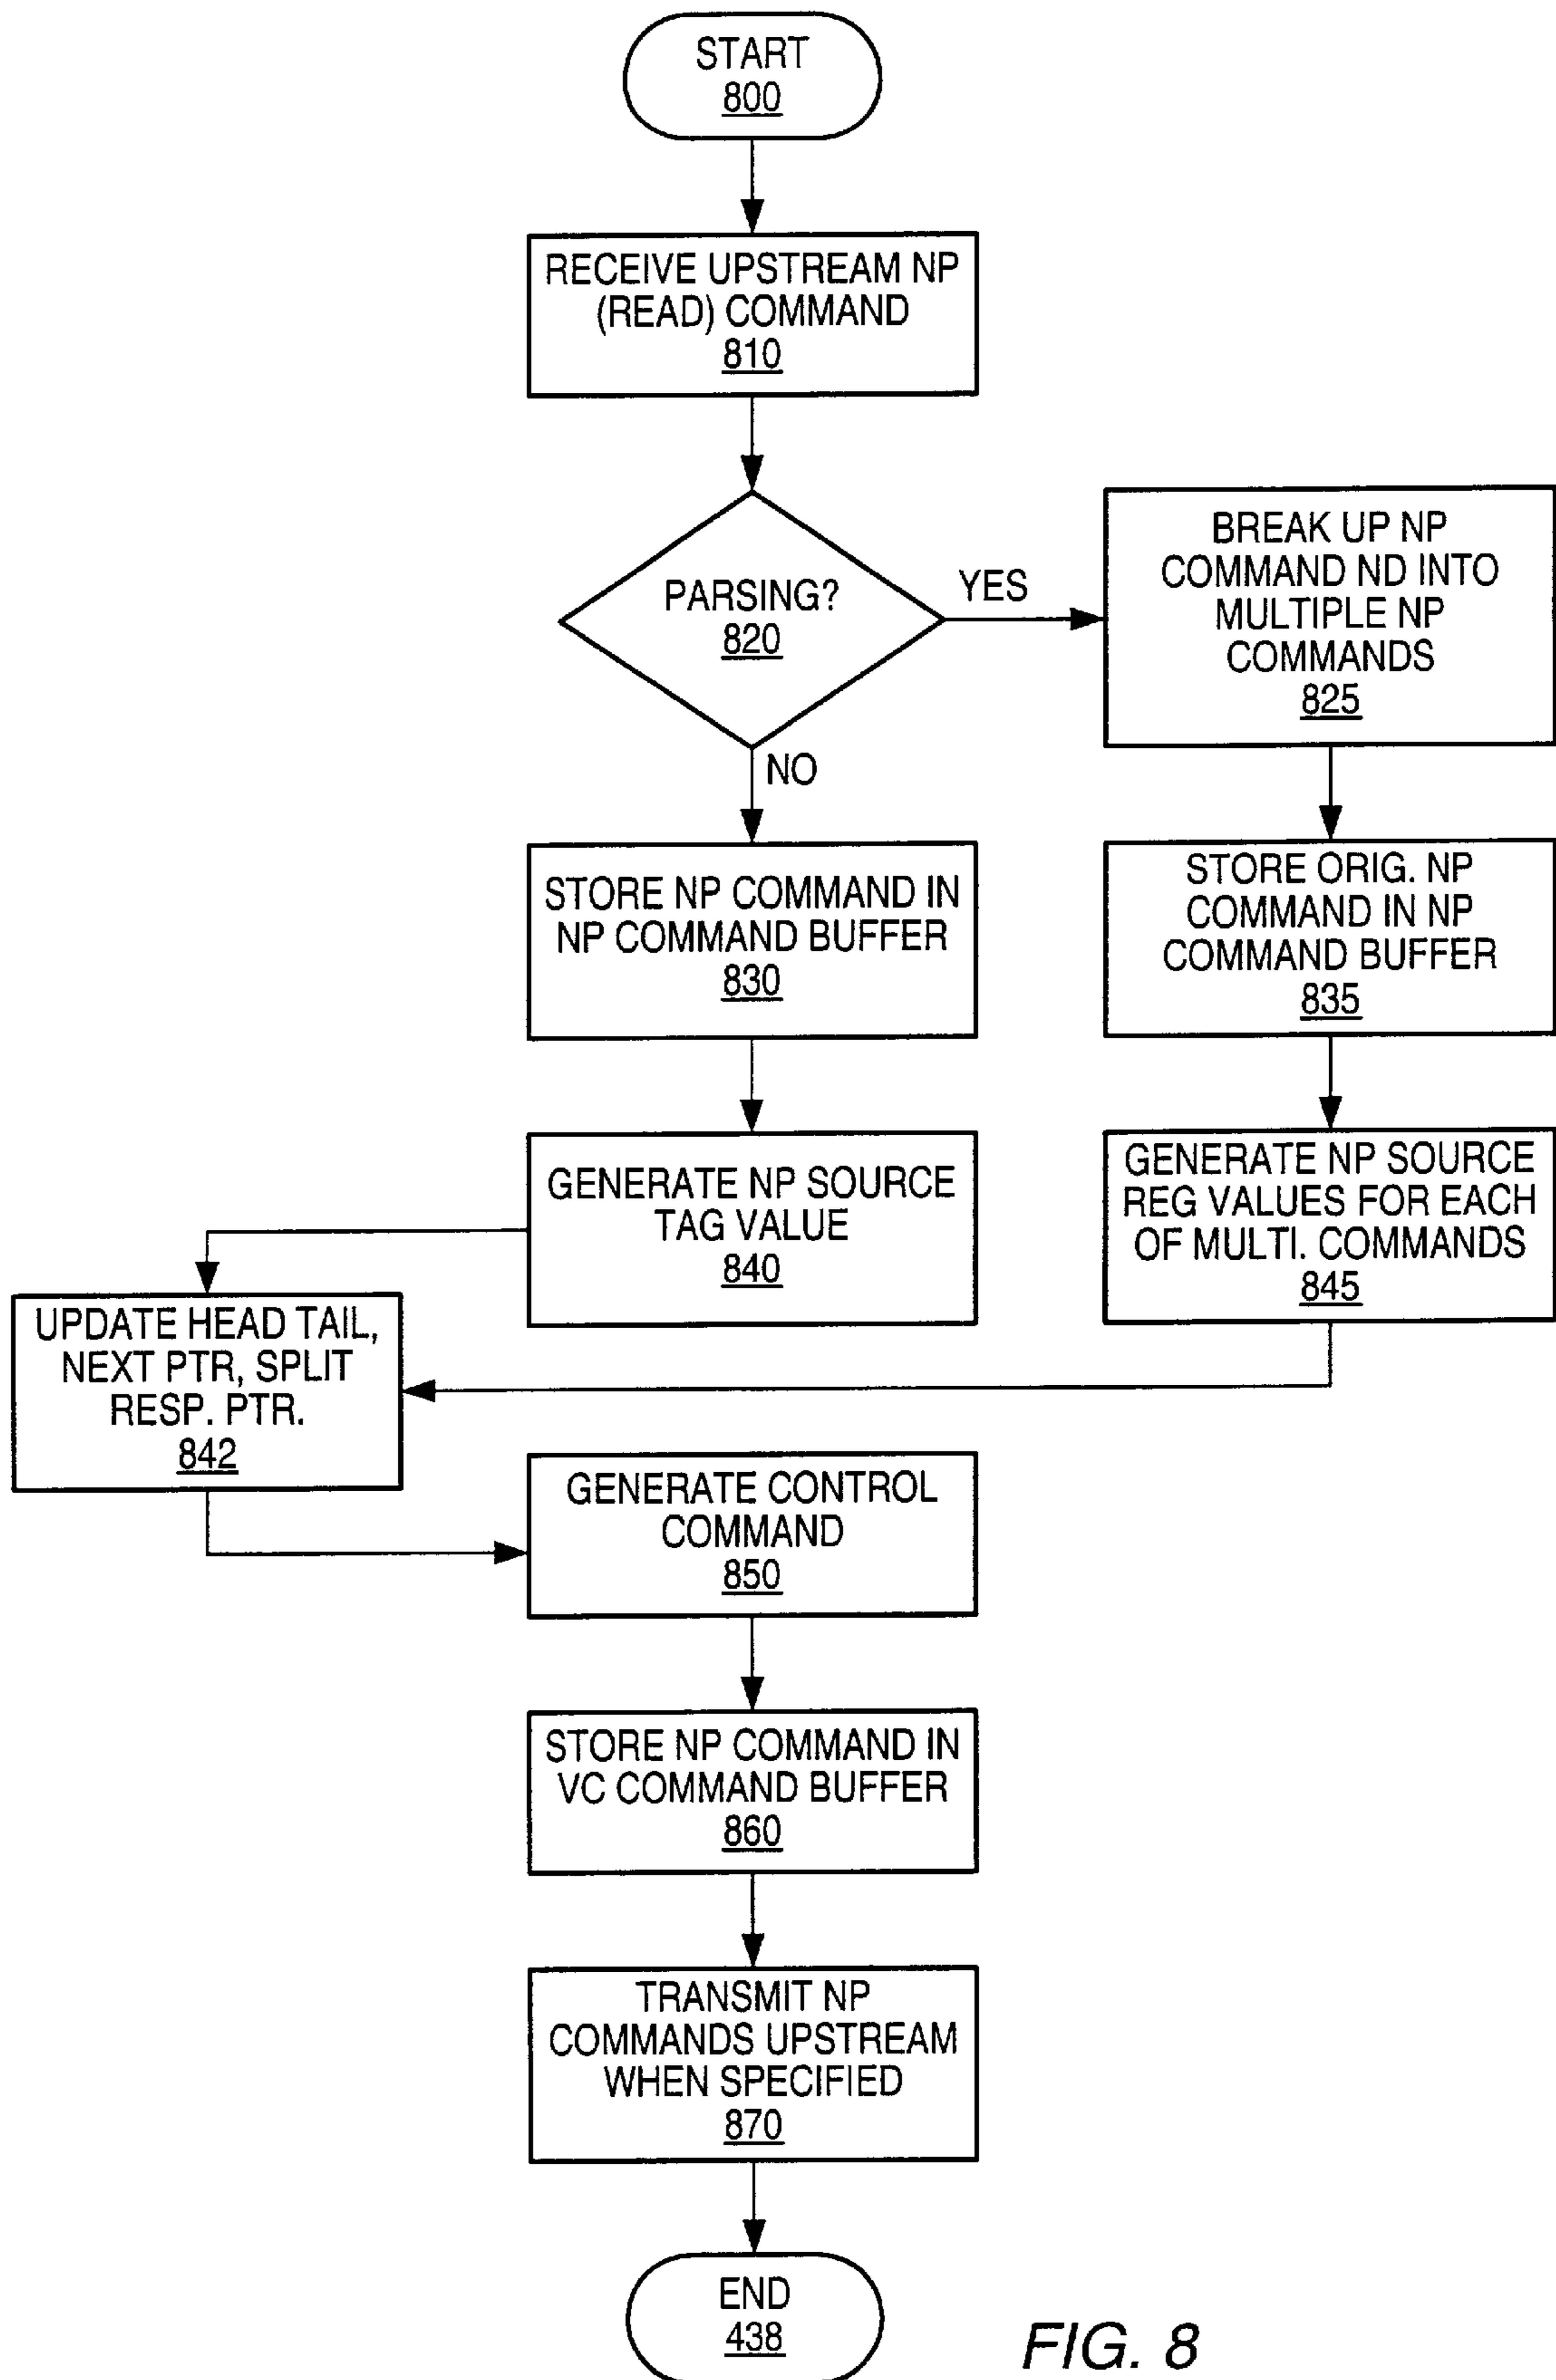 START
800
RECEIVE UPSTREAM NP
(READ) COMMAND
810
PARSING?
820
YES
BREAK UP NP
COMMAND ND INTO
MULTIPLE NP
COMMANDS
825
NO
STORE NP COMMAND IN
NP COMMAND BUFFER
830
STORE ORIG. NP
COMMAND IN NP
COMMAND BUFFER
835
GENERATE NP SOURCE
TAG VALUE
840
GENERATE NP SOURCE
REG VALUES FOR EACH
OF MULTI. COMMANDS
845
UPDATE HEAD TAIL,
NEXT PTR, SPLIT
RESP. PTR.
842
GENERATE CONTROL
COMMAND
850
STORE NP COMMAND IN
VC COMMAND BUFFER
860
TRANSMIT NP
COMMANDS UPSTREAM
WHEN SPECIFIED
870
END
438
FIG. 8